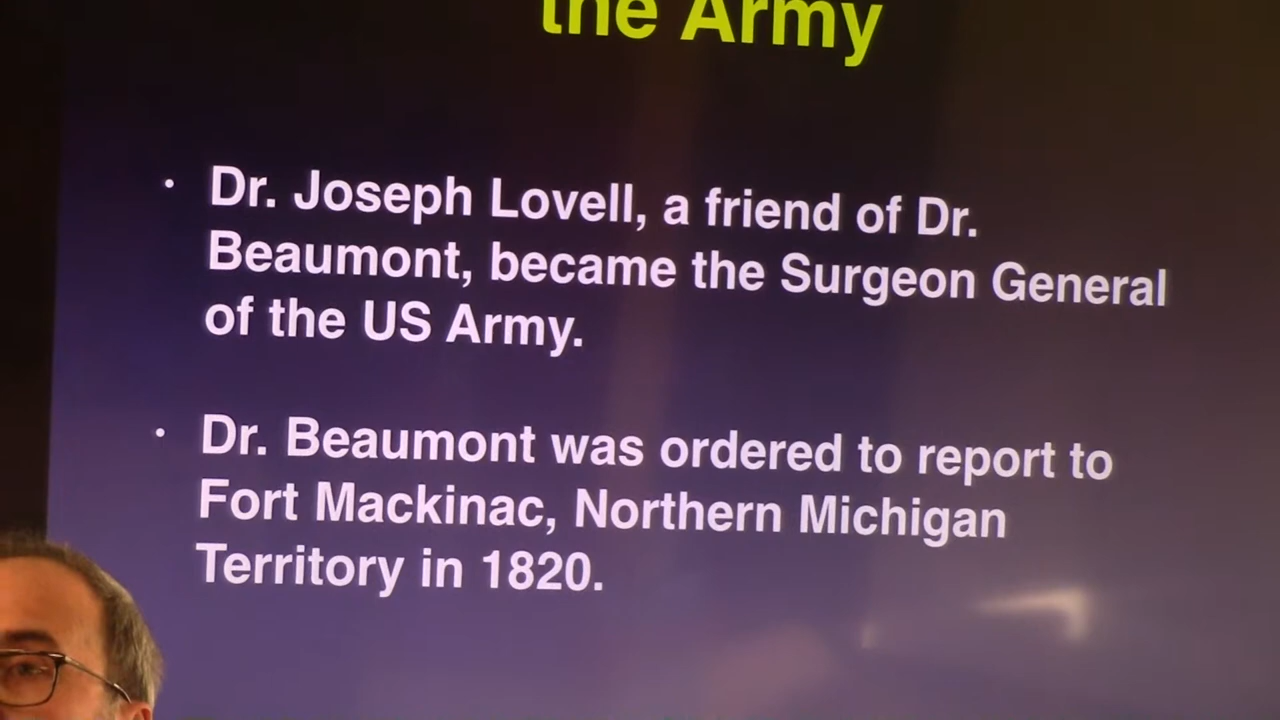 the Army
• Dr. Joseph Lovell, a friend of Dr.
Beaumont, became the Surgeon General
of the US Army.
• Dr. Beaumont was ordered to report to
Fort Mackinac, Northern Michigan
Territory in 1820.